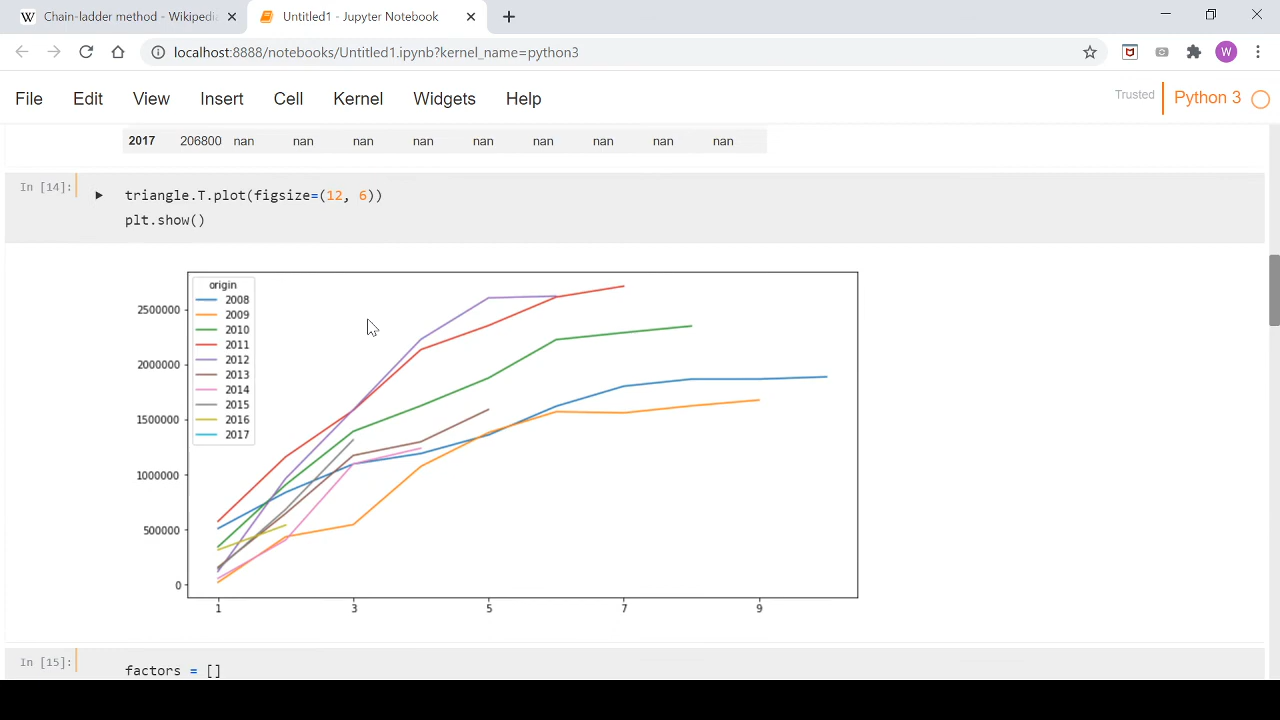 Chain-ladder method - Wikipedi
Untitled1 - Jupyter Notebook
localhost:8888/notebooks/Untitled1.ipynb?kernel_name=python3
W
File Edit View Insert Cell Kernel Widgets Help
Trusted Python 3
2017 206800 nan nan nan nan nan nan nan nan nan
In [14]:
triangle.T.plot(figsize=(12, 6))
plt.show()
origin
2008
2009
2010
2011
2012
2013
2014
2015
2016
2017
2500000
2000000
1500000
1000000
500000
0
1 3 5 7 9
In [15]:
factors = []